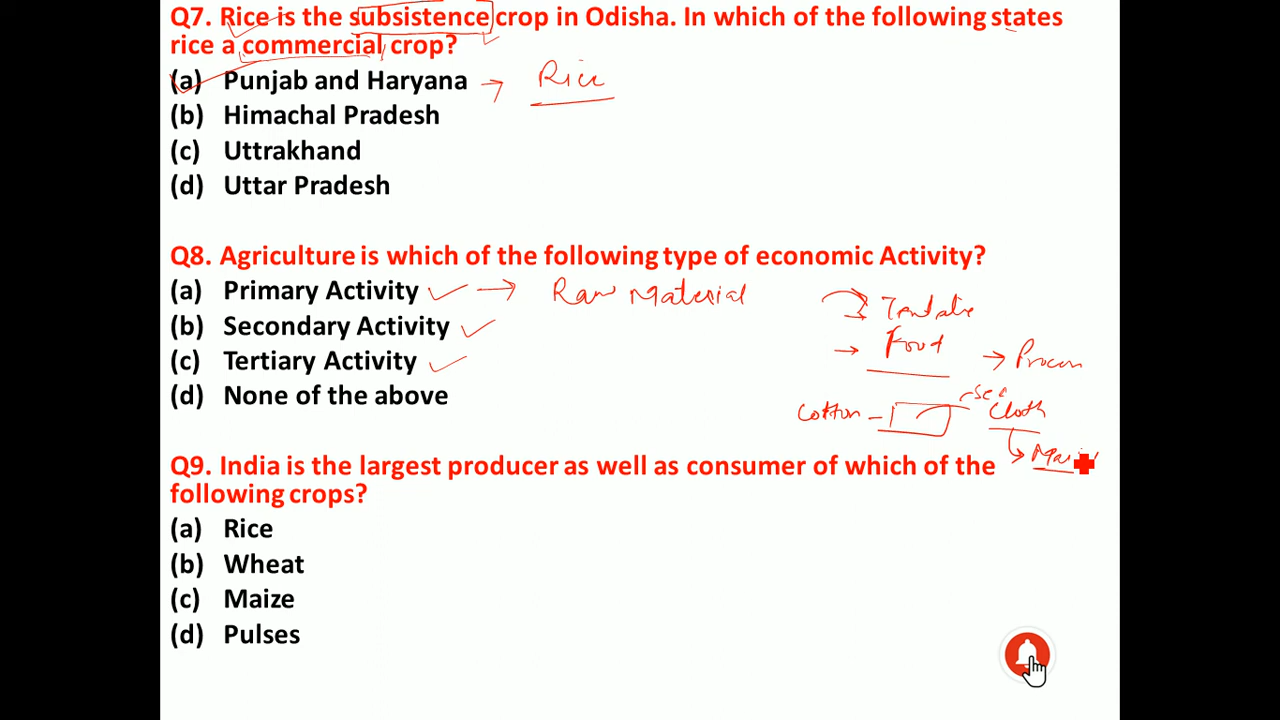 Q7. Rice is the subsistence crop in Odisha. In which of the following states
rice a commercial crop?
(a) Punjab and Haryana → Rice
(b) Himachal Pradesh
(c) Uttrakhand
(d) Uttar Pradesh
Q8. Agriculture is which of the following type of economic Activity?
(a) Primary Activity → Raw Material
(b) Secondary Activity
(c) Tertiary Activity
(d) None of the above
→ Food
Cotton - Cloth
Q9. India is the largest producer as well as consumer of which of the
following crops?
(a) Rice
(b) Wheat
(c) Maize
(d) Pulses